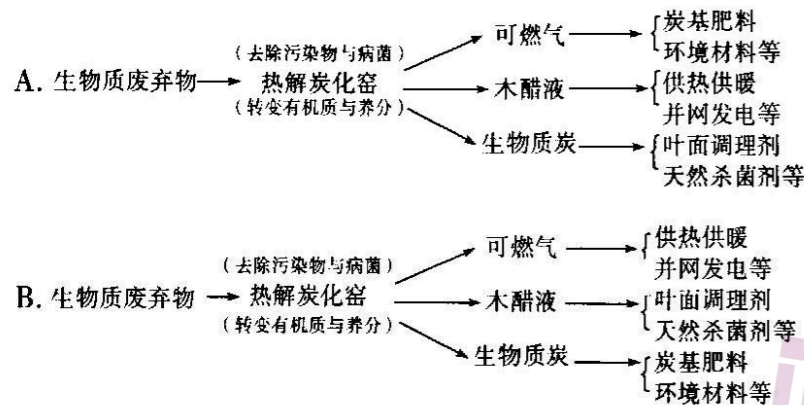 (去除污染物与病菌)
可燃气
炭基肥料
环境材料等
A. 生物质废弃物
热解炭化窑
木醋液
供热供暖
并网发电等
(转变有机质与养分)
生物质炭
叶面调理剂
天然杀菌剂等
(去除污染物与病菌)
可燃气
供热供暖
并网发电等
B. 生物质废弃物
热解炭化窑
木醋液
叶面调理剂
天然杀菌剂等
(转变有机质与养分)
生物质炭
炭基肥料
环境材料等